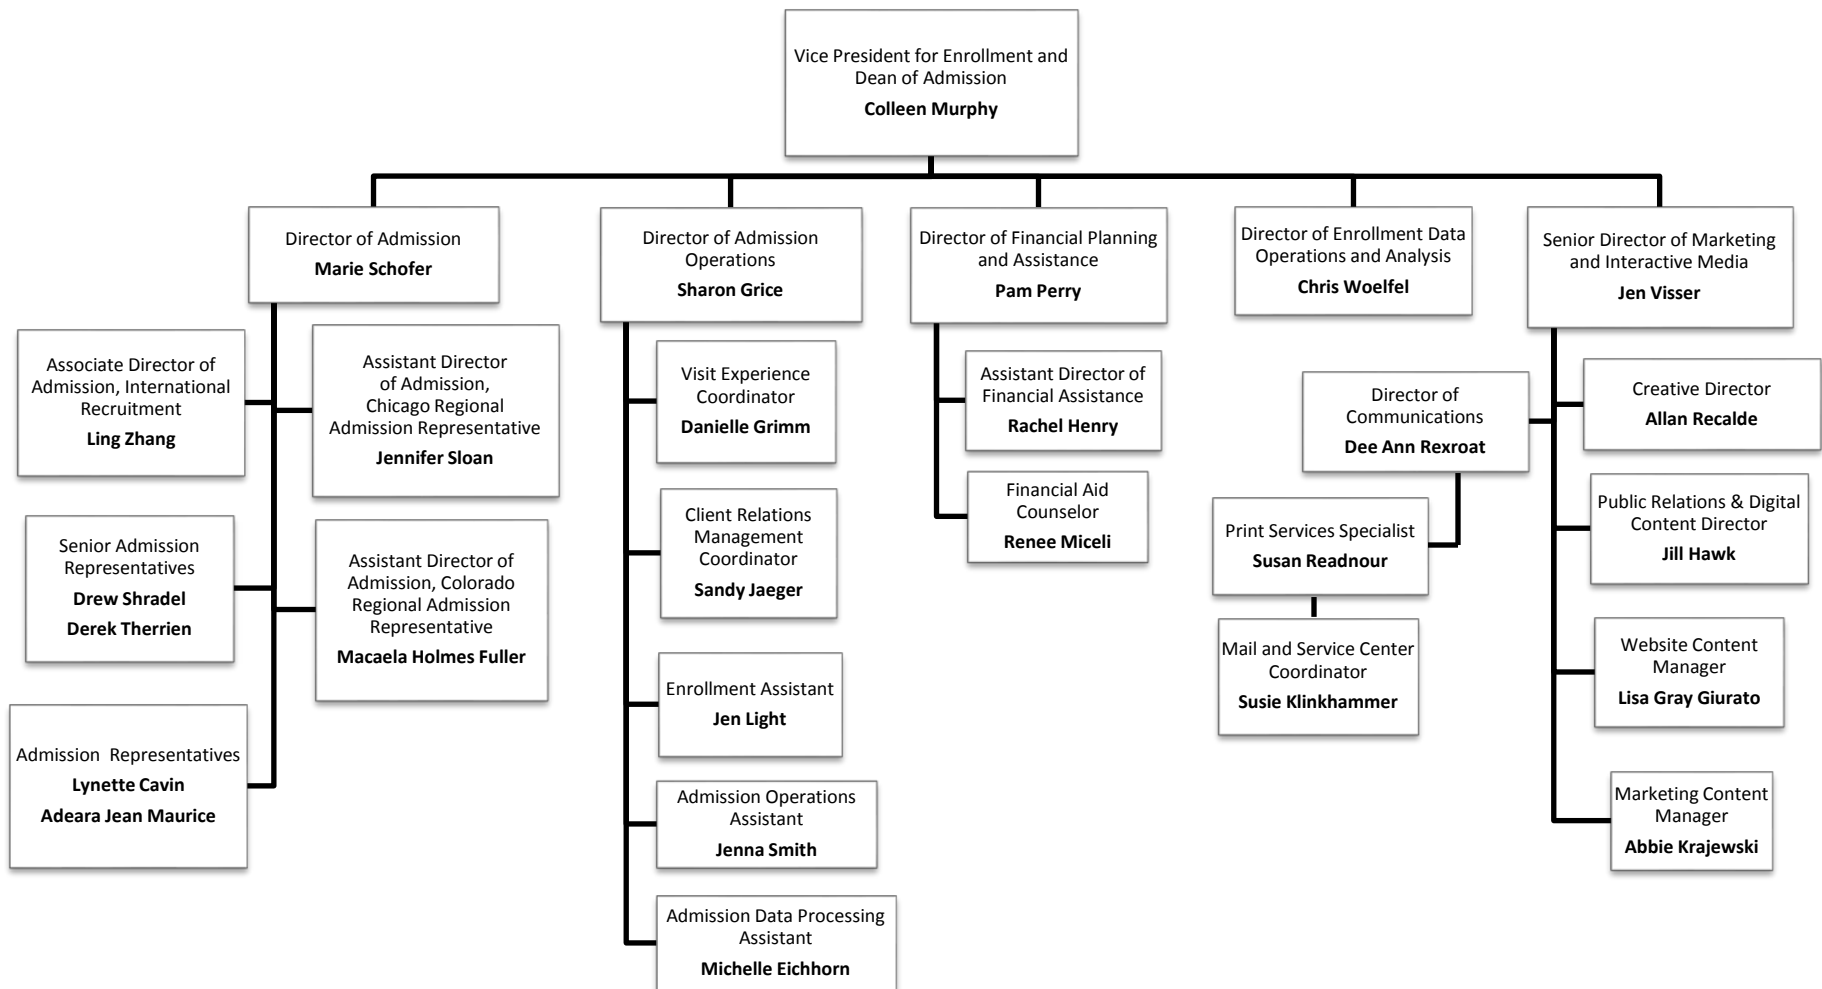 Vice President for Enrollment and
Dean of Admission
Colleen Murphy
Director of Admission
Marie Schofer
Director of Admission
Operations
Sharon Grice
Director of Financial Planning
and Assistance
Pam Perry
Director of Enrollment Data
Operations and Analysis
Chris Woelfel
Senior Director of Marketing
and Interactive Media
Jen Visser
Associate Director of
Admission, International
Recruitment
Ling Zhang
Assistant Director
of Admission,
Chicago Regional
Admission Representative
Jennifer Sloan
Senior Admission
Representatives
Drew Shradel
Derek Therrien
Assistant Director of
Admission, Colorado
Regional Admission
Representative
Macaela Holmes Fuller
Admission  Representatives
Lynette Cavin
Adeara Jean Maurice
Visit Experience
Coordinator
Danielle Grimm
Client Relations
Management
Coordinator
Sandy Jaeger
Enrollment Assistant
Jen Light
Admission Operations
Assistant
Jenna Smith
Admission Data Processing
Assistant
Michelle Eichhorn
Assistant Director of
Financial Assistance
Rachel Henry
Financial Aid
Counselor
Renee Miceli
Director of
Communications
Dee Ann Rexroat
Print Services Specialist
Susan Readnour
Mail and Service Center
Coordinator
Susie Klinkhammer
Creative Director
Allan Recalde
Public Relations & Digital
Content Director
Jill Hawk
Website Content
Manager
Lisa Gray Giurato
Marketing Content
Manager
Abbie Krajewski